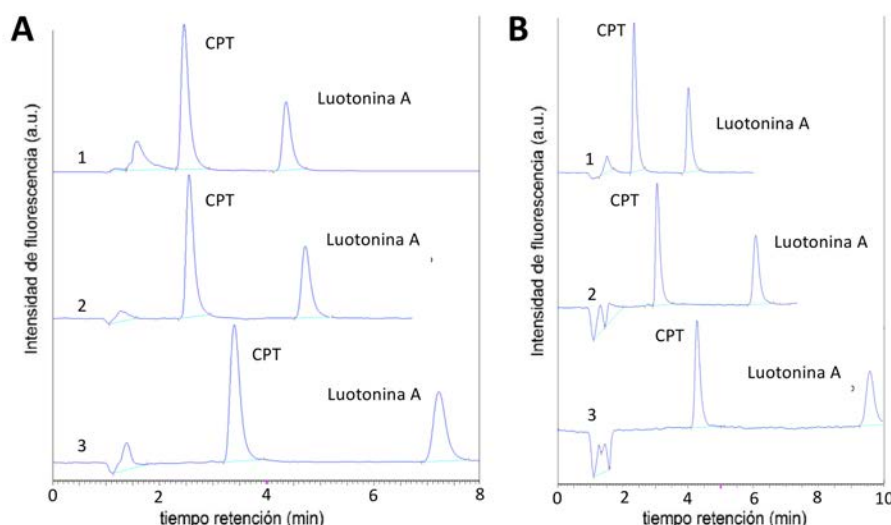 A
CPT
Luotonina A
1
CPT
Luotonina A
2
CPT
Luotonina A
3
Intensidad de fluorescencia (a.u.)
0
2
4
6
8
tiempo retención (min)
B
CPT
Luotonina A
1
CPT
Luotonina A
2
CPT
Luotonina A
3
Intensidad de fluorescencia (a.u.)
0
2
4
6
8
10
tiempo retención (min)